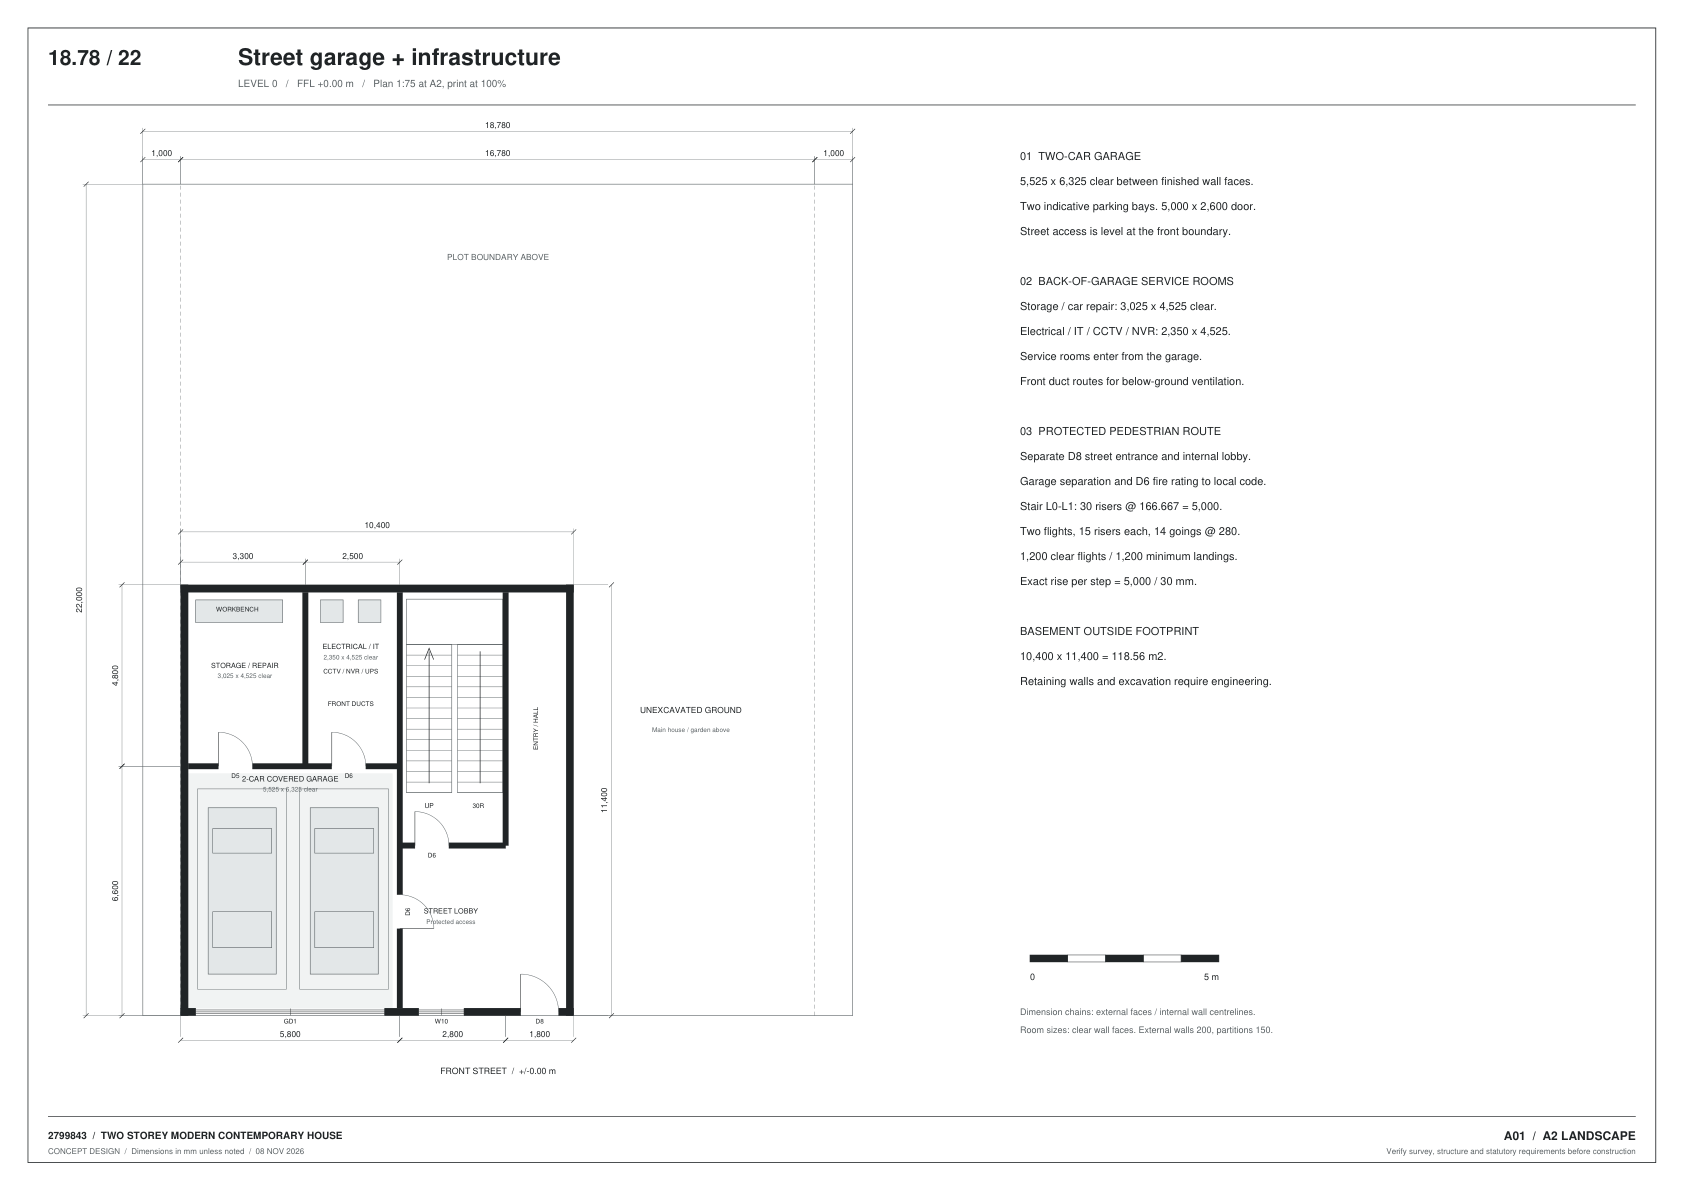 18.78 / 22
Street garage + infrastructure
LEVEL 0 / FFL +0.00 m / Plan 1:75 at A2, print at 100%
18,780
1,000
16,780
1,000
PLOT BOUNDARY ABOVE
10,400
3,300
2,500
22,000
4,800
6,600
11,400
WORKBENCH
STORAGE / REPAIR
3,025 x 4,525 clear
ELECTRICAL / IT
2,350 x 4,525 clear
CCTV / NVR / UPS
FRONT DUCTS
ENTRY / HALL
UNEXCAVATED GROUND
Main house / garden above
D5
2-CAR COVERED GARAGE
D6
5,525 x 6,325 clear
UP
30R
D6
D6
STREET LOBBY
Protected access
GD1
W10
D8
5,800
2,800
1,800
FRONT STREET / +/-0.00 m
01 TWO-CAR GARAGE
5,525 x 6,325 clear between finished wall faces.
Two indicative parking bays. 5,000 x 2,600 door.
Street access is level at the front boundary.
02 BACK-OF-GARAGE SERVICE ROOMS
Storage / car repair: 3,025 x 4,525 clear.
Electrical / IT / CCTV / NVR: 2,350 x 4,525.
Service rooms enter from the garage.
Front duct routes for below-ground ventilation.
03 PROTECTED PEDESTRIAN ROUTE
Separate D8 street entrance and internal lobby.
Garage separation and D6 fire rating to local code.
Stair L0-L1: 30 risers @ 166.667 = 5,000.
Two flights, 15 risers each, 14 goings @ 280.
1,200 clear flights / 1,200 minimum landings.
Exact rise per step = 5,000 / 30 mm.
BASEMENT OUTSIDE FOOTPRINT
10,400 x 11,400 = 118.56 m2.
Retaining walls and excavation require engineering.
0
5 m
Dimension chains: external faces / internal wall centrelines.
Room sizes: clear wall faces. External walls 200, partitions 150.
2799843 / TWO STOREY MODERN CONTEMPORARY HOUSE
CONCEPT DESIGN / Dimensions in mm unless noted / 08 NOV 2026
A01 / A2 LANDSCAPE
Verify survey, structure and statutory requirements before construction